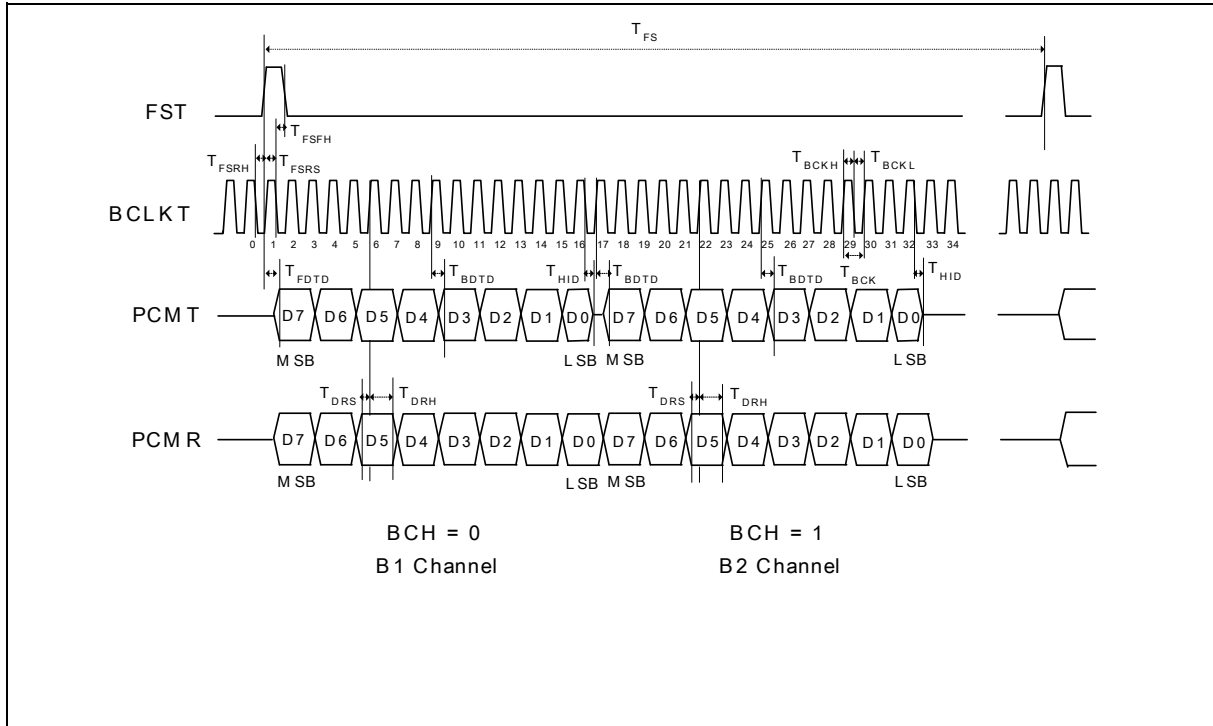 T FS
FST
T FSFH
T FSRH T FSRS T BCKH T BCKL
BCLKT
0 1 2 3 4 5 6 7 8 9 10 11 12 13 14 15 16 17 18 19 20 21 22 23 24 25 26 27 28 29 30 31 32 33 34
T FDTD T BDTD T HID T BDTD T BDTD T BCK T HID
PCMT D7 D6 D5 D4 D3 D2 D1 D0 D7 D6 D5 D4 D3 D2 D1 D0
MSB LSB MSB LSB
T DRS T DRH T DRS T DRH
PCMR D7 D6 D5 D4 D3 D2 D1 D0 D7 D6 D5 D4 D3 D2 D1 D0
MSB LSB MSB LSB
BCH = 0 BCH = 1
B1 Channel B2 Channel